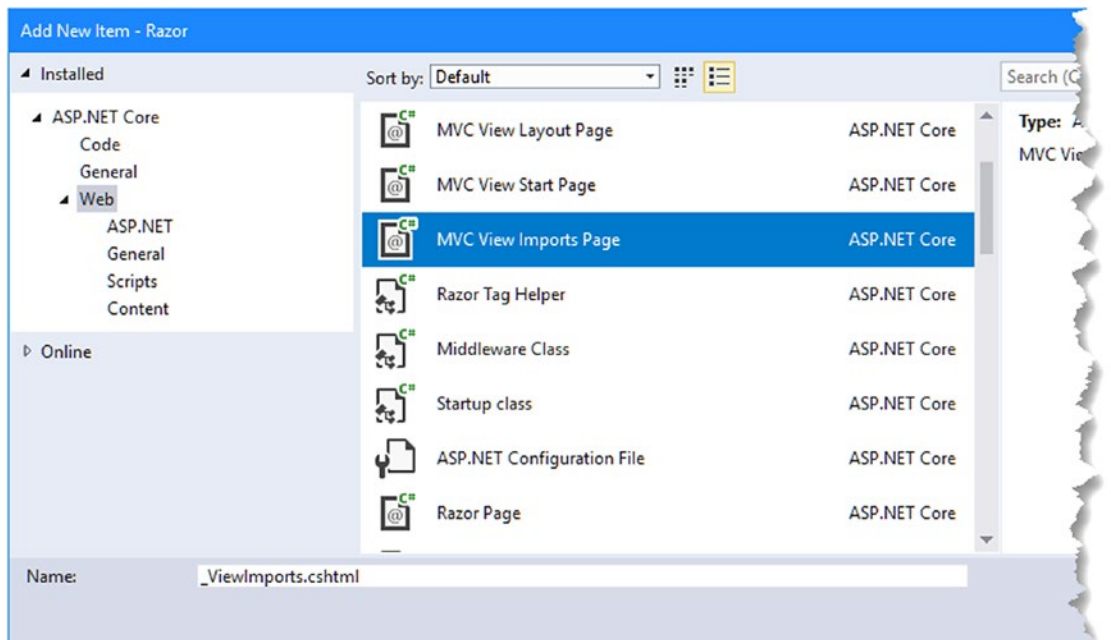 Add New Item - Razor
Installed
ASP.NET Core
Code
General
Web
ASP.NET
General
Scripts
Content
Online
Sort by: Default
Search (C
C# @ MVC View Layout Page ASP.NET Core
C# @ MVC View Start Page ASP.NET Core
C# @ MVC View Imports Page ASP.NET Core
C# Razor Tag Helper ASP.NET Core
C# Middleware Class ASP.NET Core
C# Startup class ASP.NET Core
ASP.NET Configuration File ASP.NET Core
C# @ Razor Page ASP.NET Core
Type:
MVC
Name: _ViewImports.cshtml